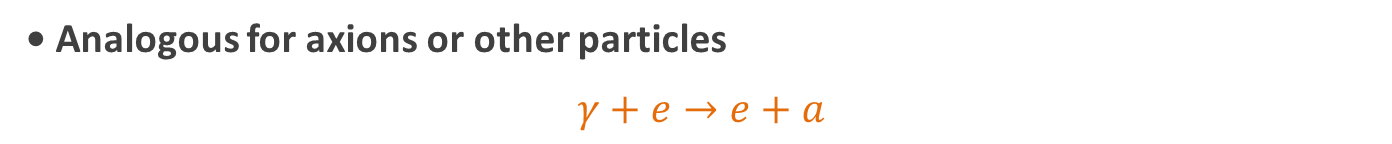 • Analogous for axions or other particles
γ + e → e + a